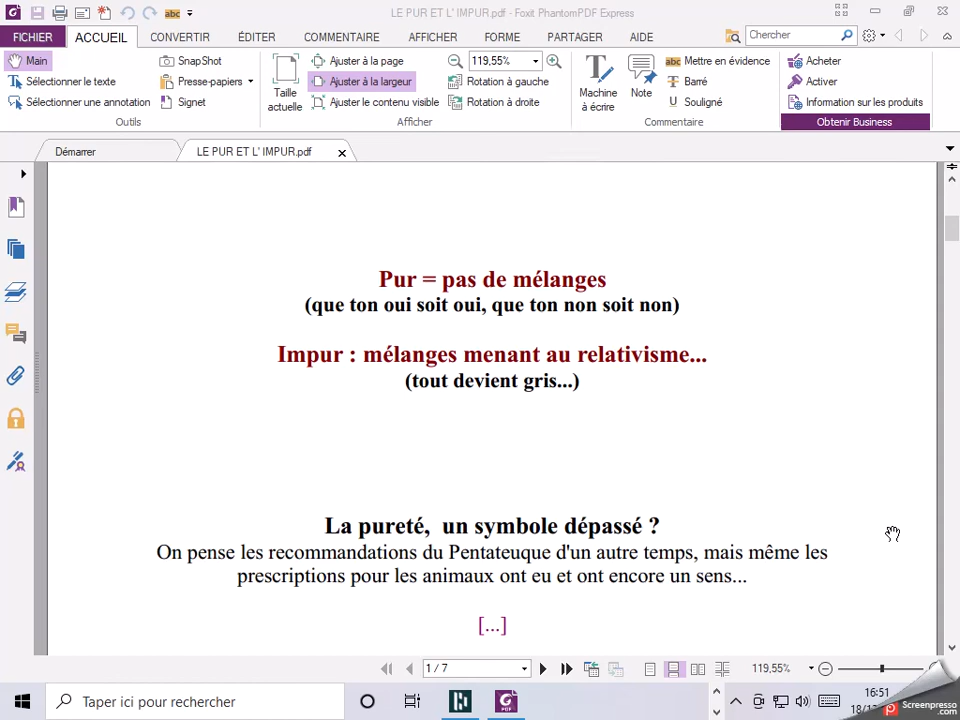 LE PUR ET L' IMPUR.pdf - Foxit PhantomPDF Express
FICHIER ACCUEIL CONVERTIR ÉDITER COMMENTAIRE AFFICHER FORME PARTAGER AIDE Chercher
Main SnapShot Ajuster à la page 119,55% Mettre en évidence Acheter
Sélectionner le texte Presse-papiers Ajuster à la largeur Rotation à gauche Barré Activer
Sélectionner une annotation Signet Taille actuelle Ajuster le contenu visible Rotation à droite Machine à écrire Note Souligné Information sur les produits
Outils Afficher Commentaire Obtenir Business
Démarrer LE PUR ET L' IMPUR.pdf
Pur = pas de mélanges
(que ton oui soit oui, que ton non soit non)
Impur : mélanges menant au relativisme...
(tout devient gris...)
La pureté, un symbole dépassé ?
On pense les recommandations du Pentateuque d'un autre temps, mais même les
prescriptions pour les animaux ont eu et ont encore un sens...
[...]
1 / 7 119,55%
Taper ici pour rechercher
16:51
Screenpresso
.com